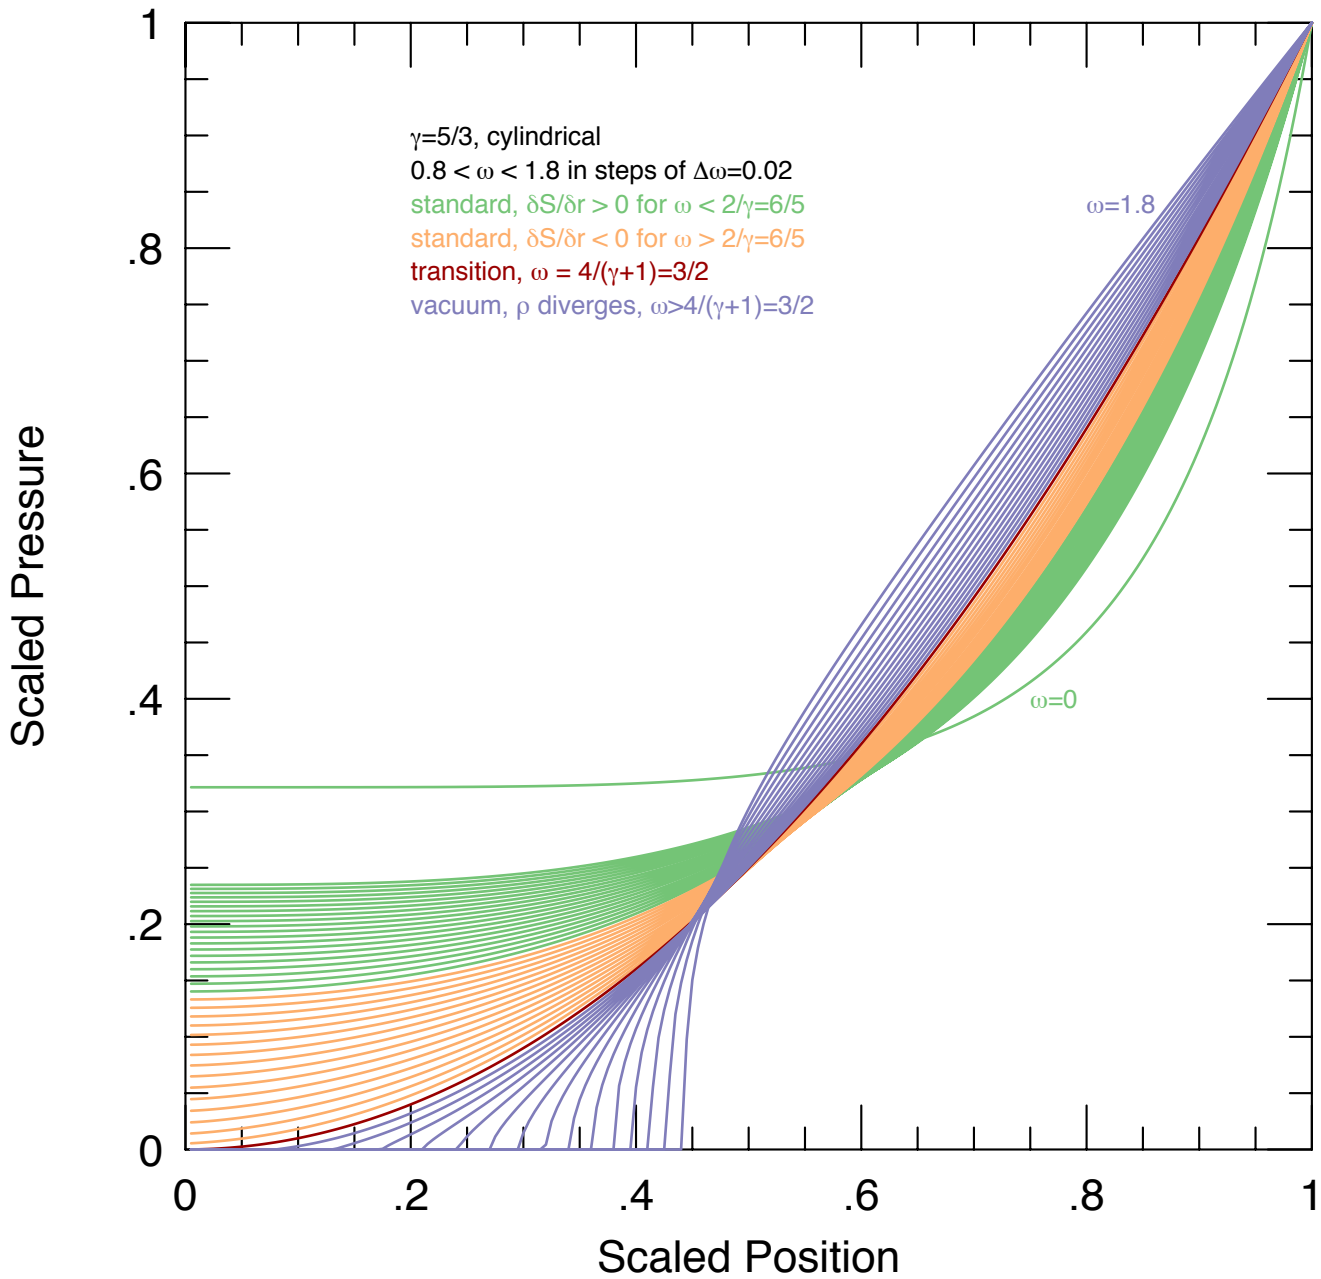 1
γ=5/3, cylindrical
0.8 < ω < 1.8 in steps of Δω=0.02
standard, δS/δr > 0 for ω < 2/γ=6/5
ω=1.8
standard, δS/δr < 0 for ω > 2/γ=6/5
.8
transition, ω = 4/(γ+1)=3/2
vacuum, ρ diverges, ω>4/(γ+1)=3/2
.6
Scaled Pressure
.4
ω=0
.2
0
0 .2 .4 .6 .8 1
Scaled Position